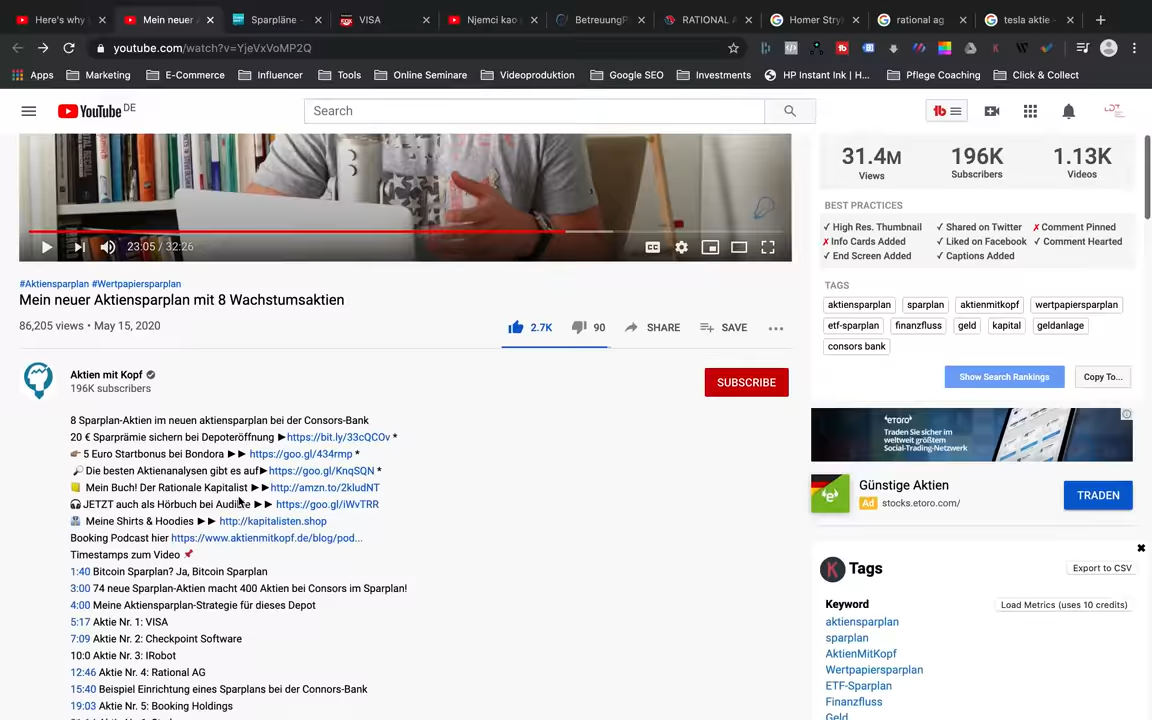 Here's why
Mein neuer A
Sparpläne -
VISA
Njemci kao
BetreuungP
RATIONAL A
Homer Stry
rational ag
tesla aktie -
youtube.com/watch?v=YjeVxVoMP2Q
Apps Marketing E-Commerce Influencer Tools Online Seminare Videoproduktion Google SEO Investments HP Instant Ink | H... Pflege Coaching Click & Collect
YouTube DE
Search
31.4M 196K 1.13K
Views Subscribers Videos
BEST PRACTICES
✓ High Res. Thumbnail ✓ Shared on Twitter ✗ Comment Pinned
✗ Info Cards Added ✓ Liked on Facebook ✓ Comment Hearted
✓ End Screen Added ✓ Captions Added
TAGS
aktiensparplan sparplan aktienmitkopf wertpapiersparplan
etf-sparplan finanzfluss geld kapital geldanlage
consors bank
Show Search Rankings Copy To...
23:05 / 32:26
#Aktiensparplan #Wertpapiersparplan
Mein neuer Aktiensparplan mit 8 Wachstumsaktien
86,205 views • May 15, 2020
2.7K 90 SHARE SAVE
Aktien mit Kopf
196K subscribers
SUBSCRIBE
8 Sparplan-Aktien im neuen aktiensparplan bei der Consors-Bank
20 € Sparprämie sichern bei Depoteröffnung ►https://bit.ly/33cQCOv *
👉 5 Euro Startbonus bei Bondora ►► https://goo.gl/434rmp *
🔎 Die besten Aktienanalysen gibt es auf►https://goo.gl/KnqSQN *
📒 Mein Buch! Der Rationale Kapitalist ►►http://amzn.to/2kludNT
🎧 JETZT auch als Hörbuch bei Audible ►► https://goo.gl/iWvTRR
Meine Shirts & Hoodies ►► http://kapitalisten.shop
Booking Podcast hier https://www.aktienmitkopf.de/blog/pod...
Timestamps zum Video 📌
1:40 Bitcoin Sparplan? Ja, Bitcoin Sparplan
3:00 74 neue Sparplan-Aktien macht 400 Aktien bei Consors im Sparplan!
4:00 Meine Aktiensparplan-Strategie für dieses Depot
5:17 Aktie Nr. 1: VISA
7:09 Aktie Nr. 2: Checkpoint Software
10:0 Aktie Nr. 3: IRobot
12:46 Aktie Nr. 4: Rational AG
15:40 Beispiel Einrichtung eines Sparplans bei der Connors-Bank
19:03 Aktie Nr. 5: Booking Holdings
etoro
Traden Sie sicher im
weltweit größtem
Social-Trading-Netzwerk
Günstige Aktien
Ad stocks.etoro.com/
TRADEN
Tags
Export to CSV
Keyword Load Metrics (uses 10 credits)
aktiensparplan
sparplan
AktienMitKopf
Wertpapiersparplan
ETF-Sparplan
Finanzfluss
Geld